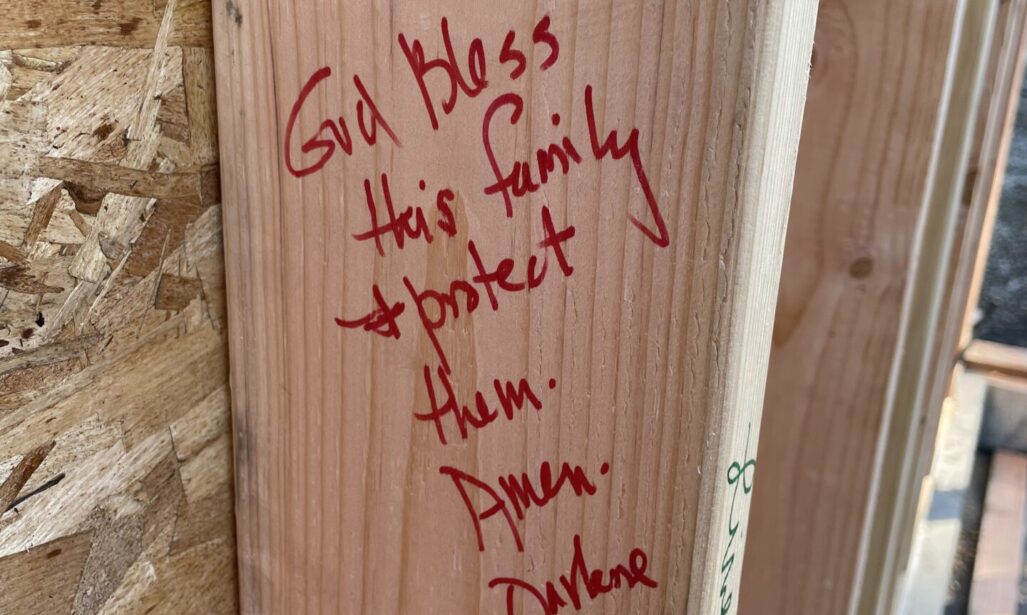 God Bless
this family
+ protect
them.
Amen.
Darlene